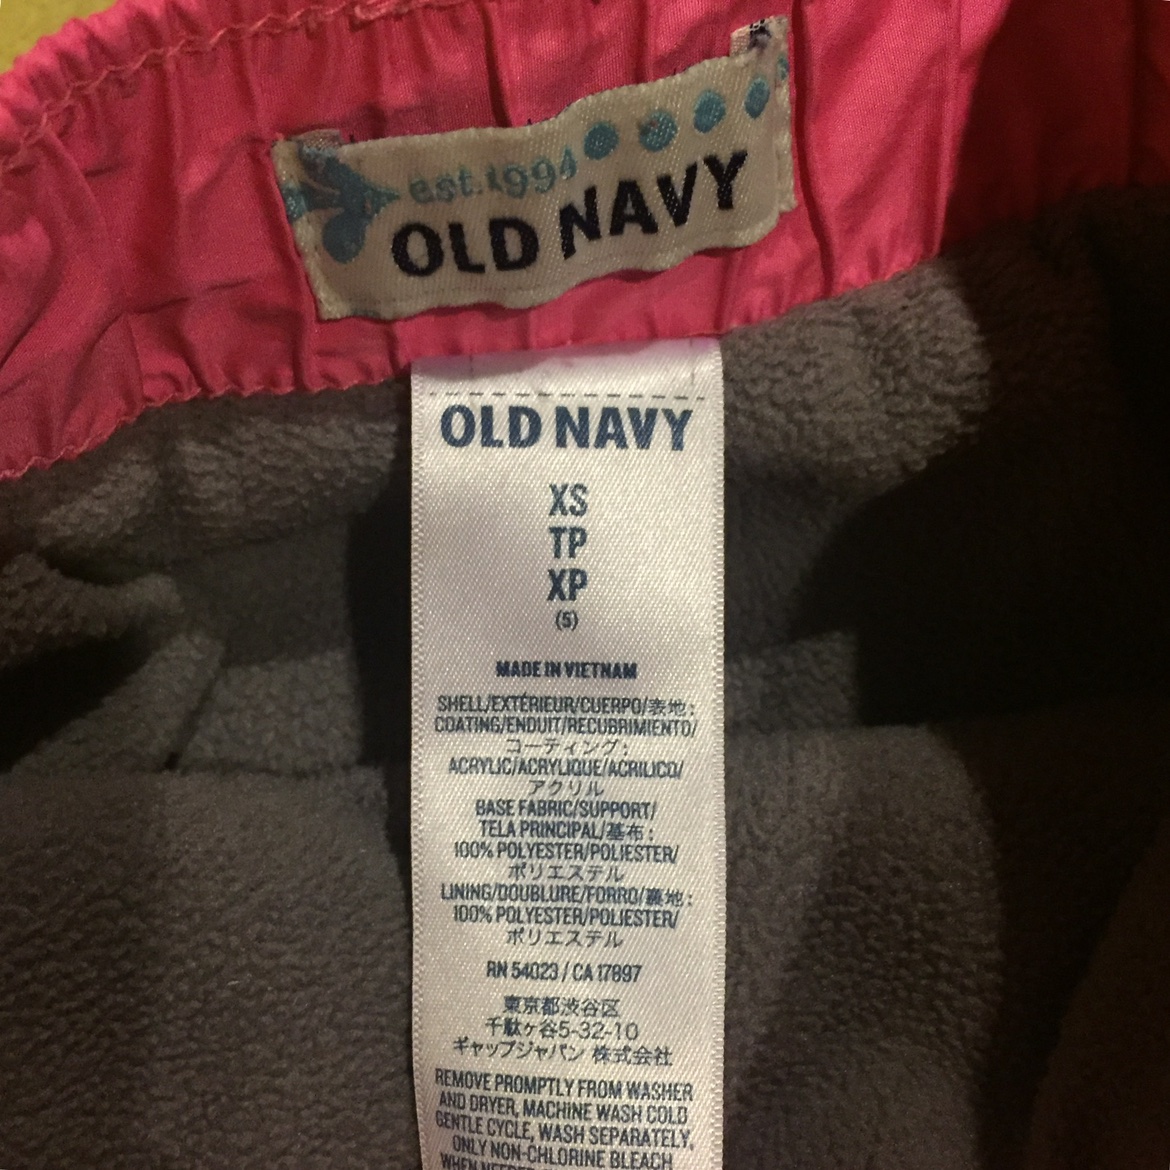 est.1994
OLD NAVY
OLD NAVY
XS
TP
XP
(5)
MADE IN VIETNAM
SHELL/EXTÉRIEUR/CUERPO/表地:
COATING/ENDUIT/RECUBRIMIENTO/
コーティング:
ACRYLIC/ACRYLIQUE/ACRILICO/
アクリル
BASE FABRIC/SUPPORT/
TELA PRINCIPAL/基布:
100% POLYESTER/POLIESTER/
ポリエステル
LINING/DOUBLURE/FORRO/裏地:
100% POLYESTER/POLIESTER/
ポリエステル
RN 54023 / CA 17897
東京都渋谷区
千駄ヶ谷5-32-10
ギャップジャパン 株式会社
REMOVE PROMPTLY FROM WASHER
AND DRYER, MACHINE WASH COLD
GENTLE CYCLE, WASH SEPARATELY,
ONLY NON-CHLORINE BLEACH
WHEN NEEDED